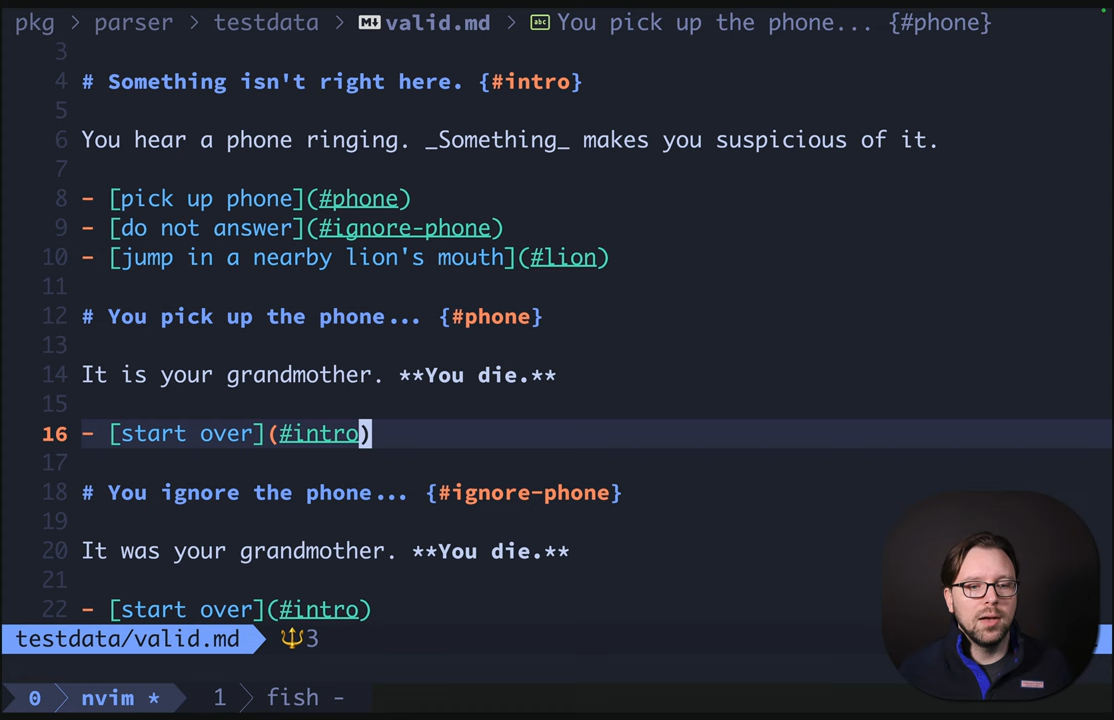 pkg > parser > testdata > valid.md > abc You pick up the phone... {#phone}
3
4 # Something isn't right here. {#intro}
5
6 You hear a phone ringing. _Something_ makes you suspicious of it.
7
8 - [pick up phone](#phone)
9 - [do not answer](#ignore-phone)
10 - [jump in a nearby lion's mouth](#lion)
11
12 # You pick up the phone... {#phone}
13
14 It is your grandmother. **You die.**
15
16 - [start over](#intro)
17
18 # You ignore the phone... {#ignore-phone}
19
20 It was your grandmother. **You die.**
21
22 - [start over](#intro)
testdata/valid.md 3
0 nvim * 1 fish -